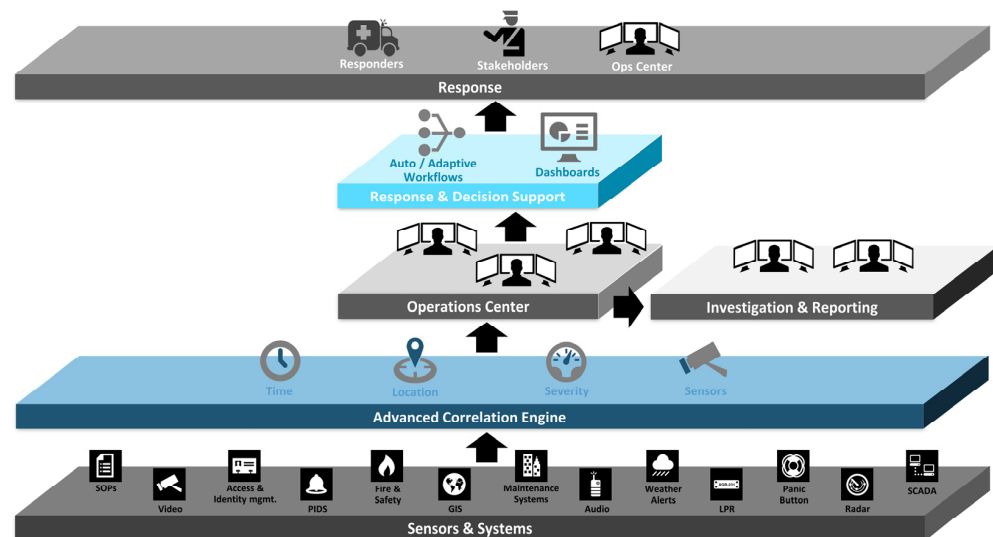 Responders
Stakeholders
Ops Center
Response
Auto / Adaptive
Workflows
Dashboards
Response & Decision Support
Operations Center
Investigation & Reporting
Time
Location
Severity
Sensors
Advanced Correlation Engine
SOPs
Video
Access &
Identity mgmt.
PIDS
Fire &
Safety
GIS
Maintenance
Systems
Audio
Weather
Alerts
LPR
Panic
Button
Radar
SCADA
Sensors & Systems